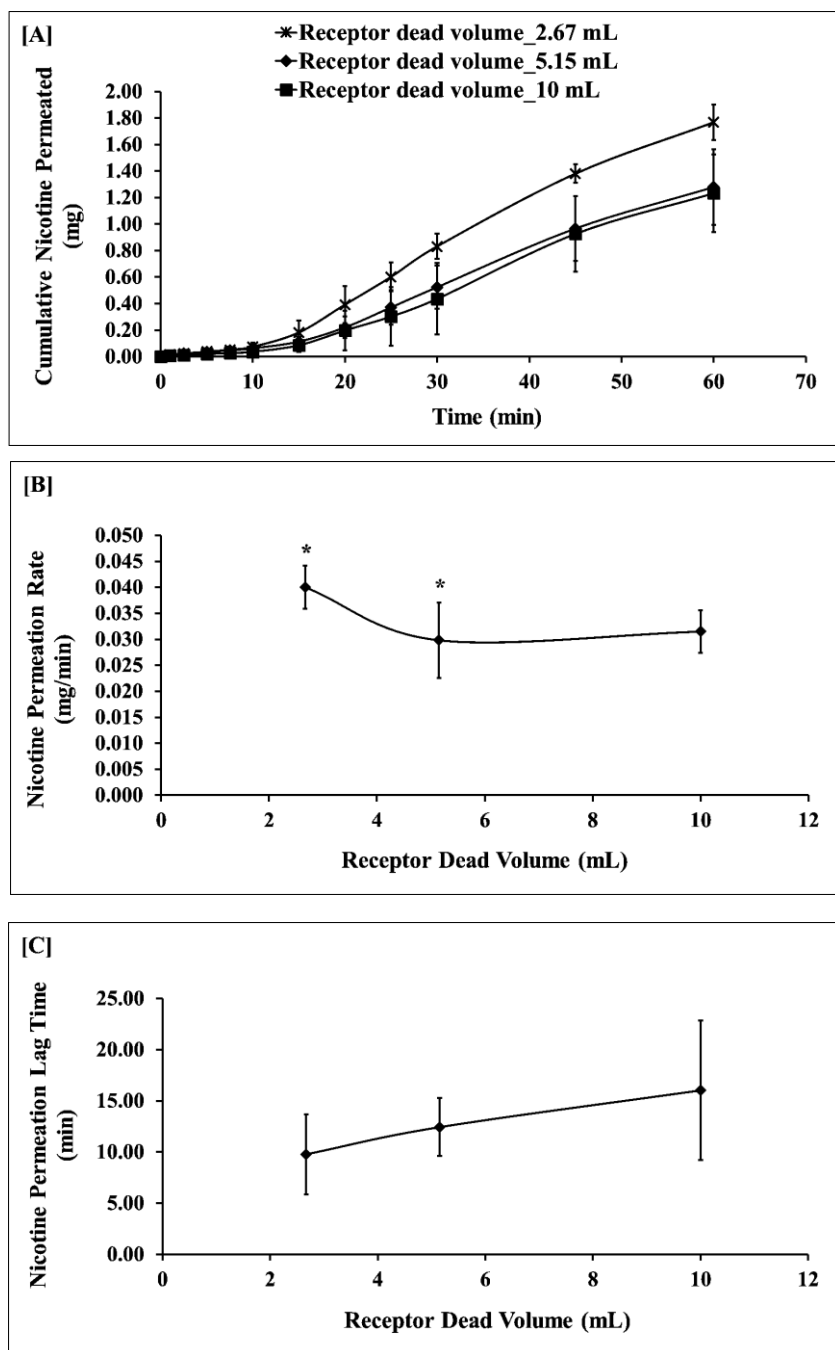 [A]
Receptor dead volume_2.67 mL
Receptor dead volume_5.15 mL
Receptor dead volume_10 mL
2.00
1.80
1.60
1.40
1.20
1.00
0.80
0.60
0.40
0.20
0.00
Cumulative Nicotine Permeated
(mg)
0 10 20 30 40 50 60 70
Time (min)
[B]
0.050
0.045
0.040
0.035
0.030
0.025
0.020
0.015
0.010
0.005
0.000
* *
Nicotine Permeation Rate
(mg/min)
0 2 4 6 8 10 12
Receptor Dead Volume (mL)
[C]
25.00
20.00
15.00
10.00
5.00
0.00
Nicotine Permeation Lag Time
(min)
0 2 4 6 8 10 12
Receptor Dead Volume (mL)